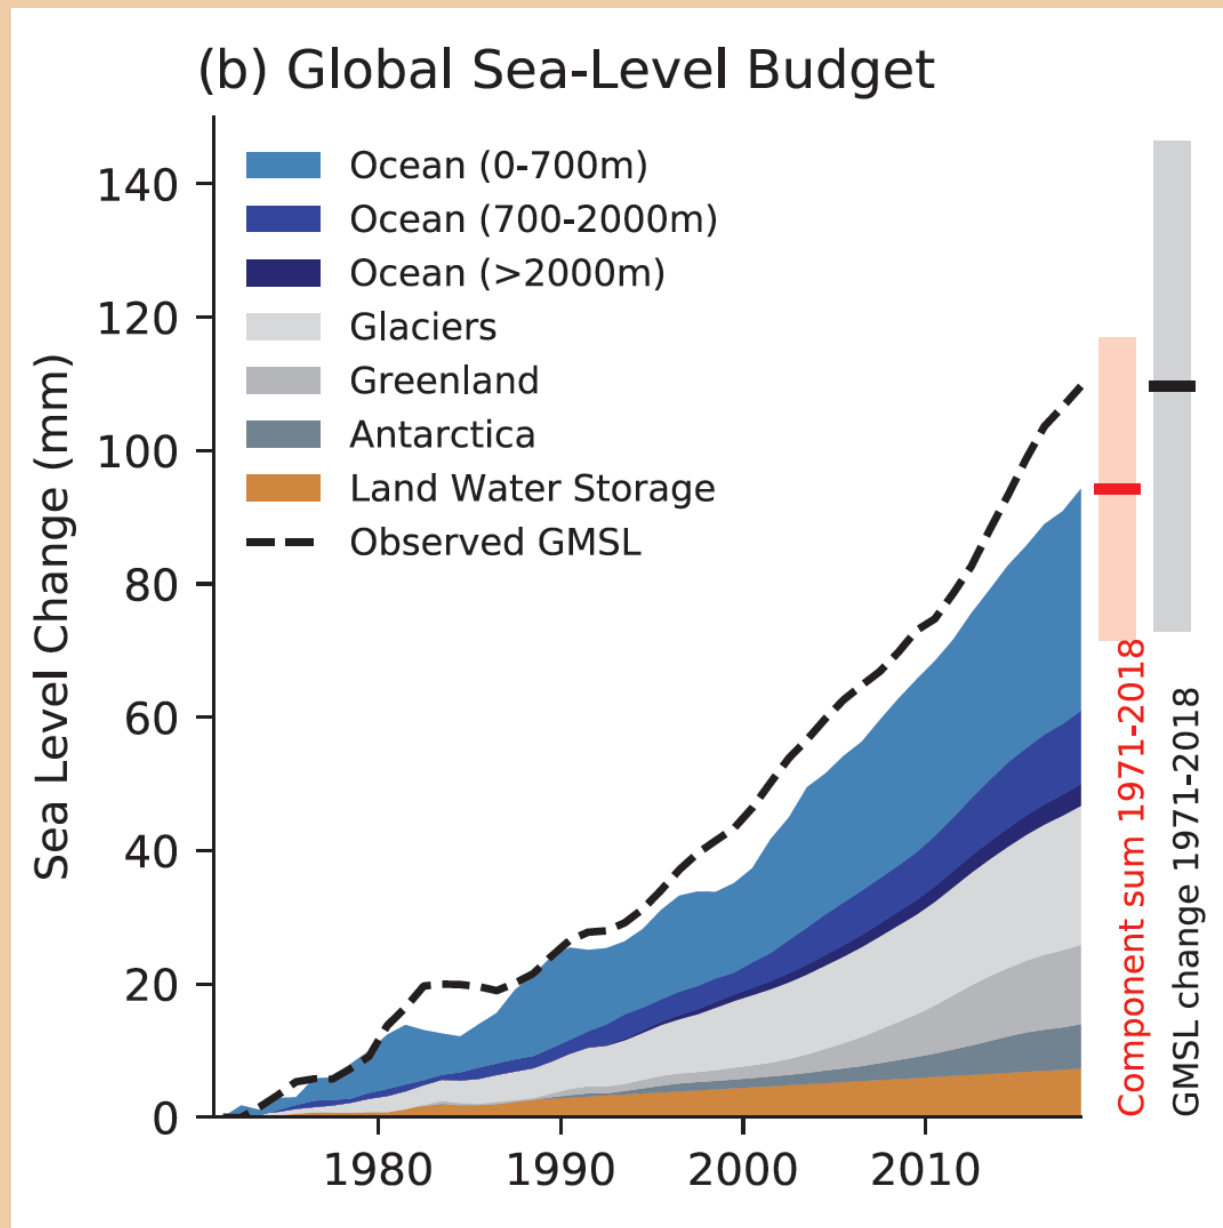 (b) Global Sea-Level Budget
Ocean (0-700m)
Ocean (700-2000m)
Ocean (>2000m)
Glaciers
Greenland
Antarctica
Land Water Storage
Observed GMSL
Sea Level Change (mm)
140
120
100
80
60
40
20
0
1980
1990
2000
2010
Component sum 1971-2018
GMSL change 1971-2018